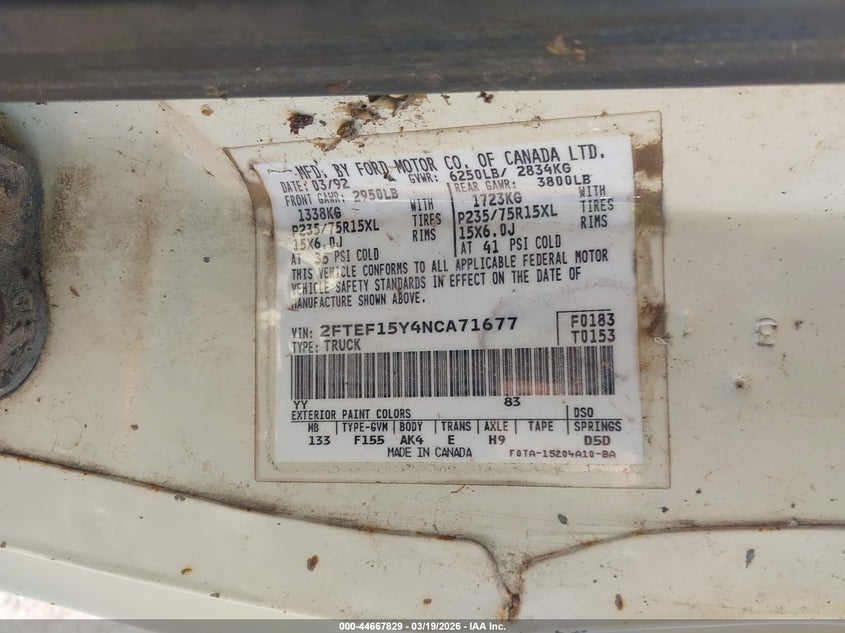 MFD. BY FORD MOTOR CO. OF CANADA LTD.
DATE: 03/92 GVWR: 6250LB/ 2834KG
FRONT GAWR: 2950LB REAR GAWR: 3800LB
1338KG WITH 1723KG WITH
P235/75R15XL TIRES P235/75R15XL TIRES
15X6.0J RIMS 15X6.0J RIMS
AT 35 PSI COLD AT 41 PSI COLD
THIS VEHICLE CONFORMS TO ALL APPLICABLE FEDERAL MOTOR
VEHICLE SAFETY STANDARDS IN EFFECT ON THE DATE OF
MANUFACTURE SHOWN ABOVE.
VIN: 2FTEF15Y4NCA71677 F0183
TYPE: TRUCK T0153
YY 83
EXTERIOR PAINT COLORS DSO
WB TYPE-GVM BODY TRANS AXLE TAPE SPRINGS
133 F155 AK4 E H9 D5D
MADE IN CANADA F0TA-15204A10-BA
000-44667829 - 03/19/2026 - IAA Inc.